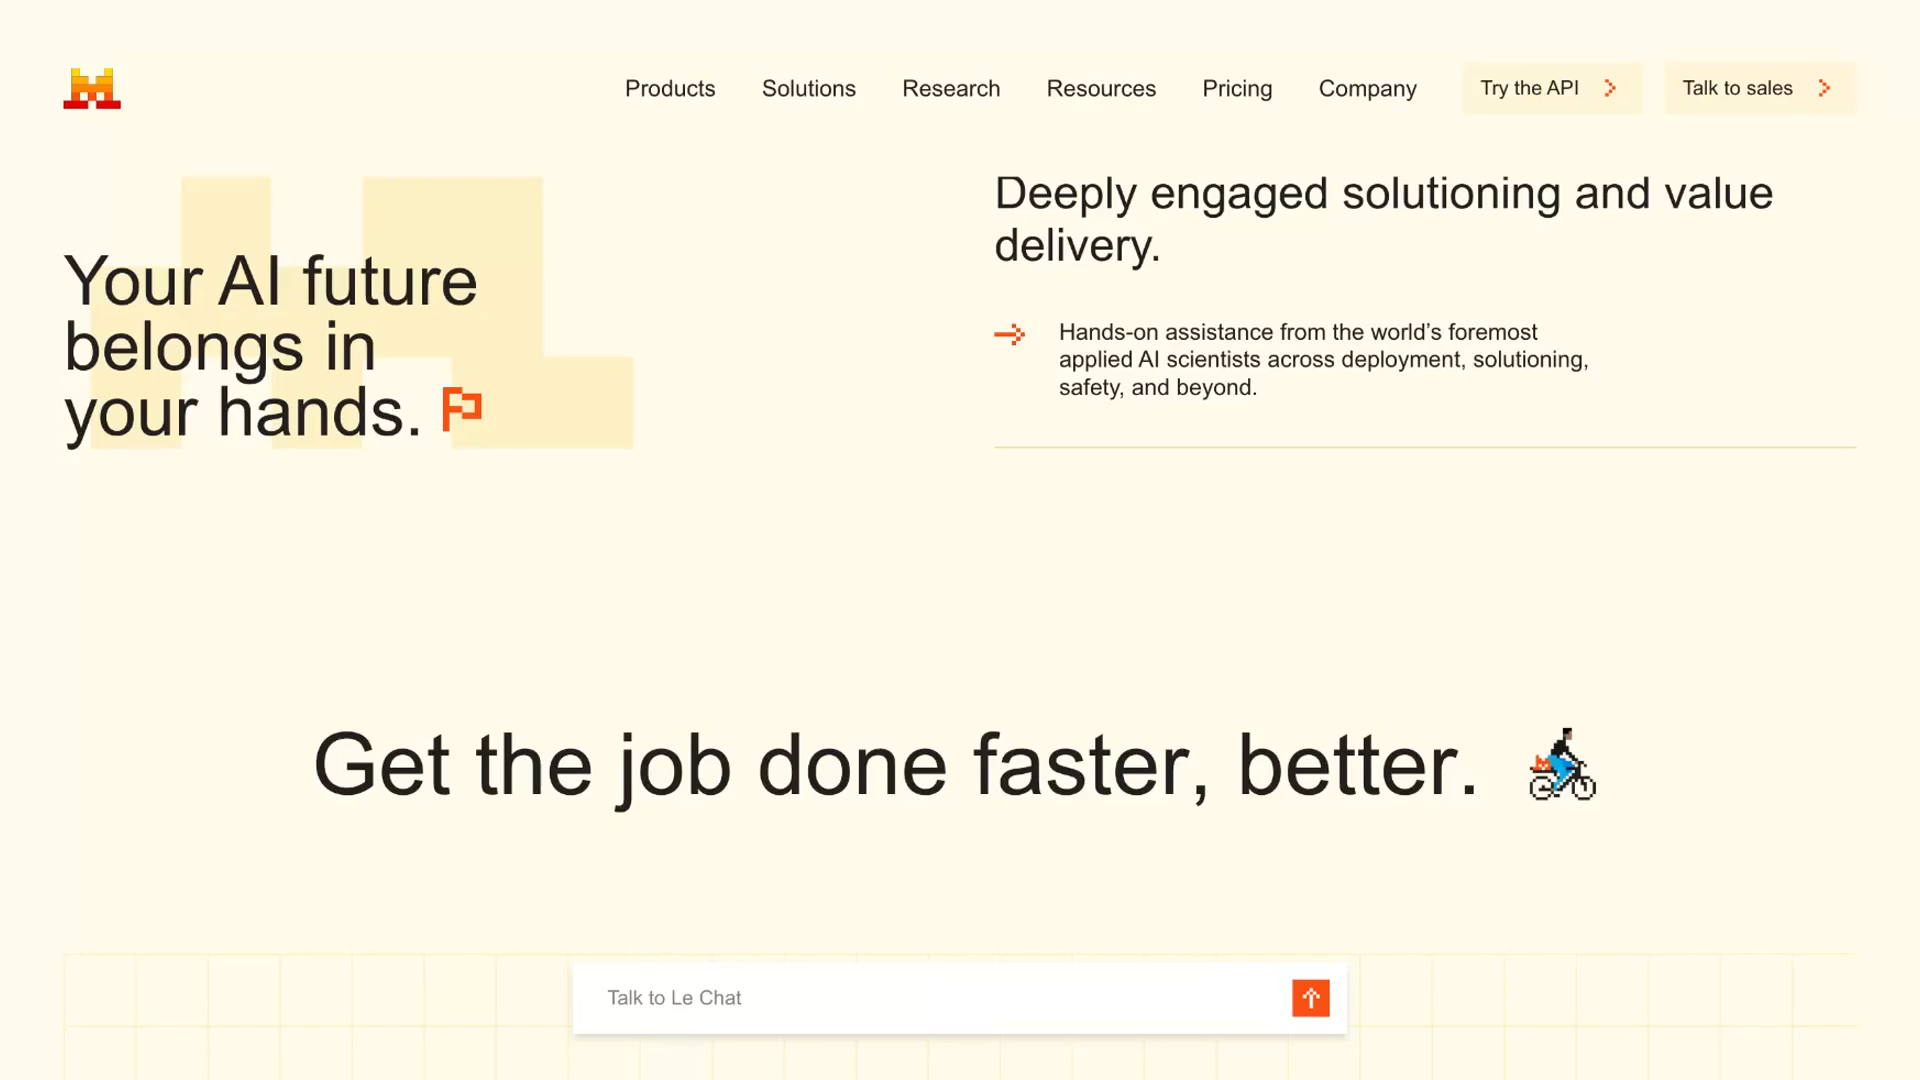 Products
Solutions
Research
Resources
Pricing
Company
Try the API
Talk to sales
Your AI future
belongs in
your hands.
Deeply engaged solutioning and value
delivery.
Hands-on assistance from the world’s foremost
applied AI scientists across deployment, solutioning,
safety, and beyond.
Get the job done faster, better.
Talk to Le Chat